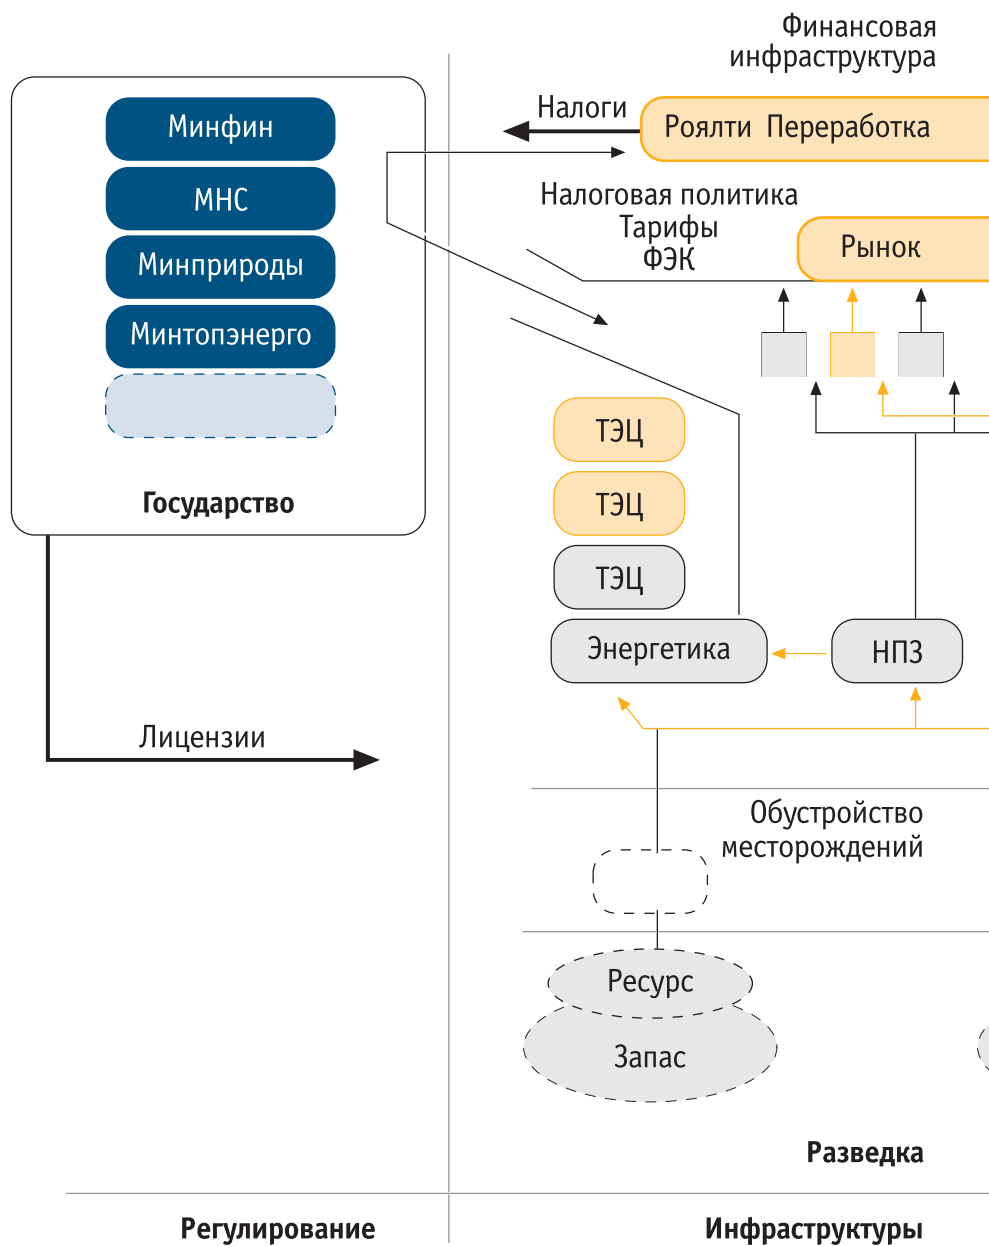 Финансовая
инфраструктура
Минфин
МНС
Минприроды
Минтопэнерго
Государство
Налоги
Роялти Переработка
Налоговая политика
Тарифы
ФЭК
Рынок
ТЭЦ
ТЭЦ
ТЭЦ
Энергетика
НПЗ
Лицензии
Обустройство
месторождений
Ресурс
Запас
Разведка
Регулирование
Инфраструктуры